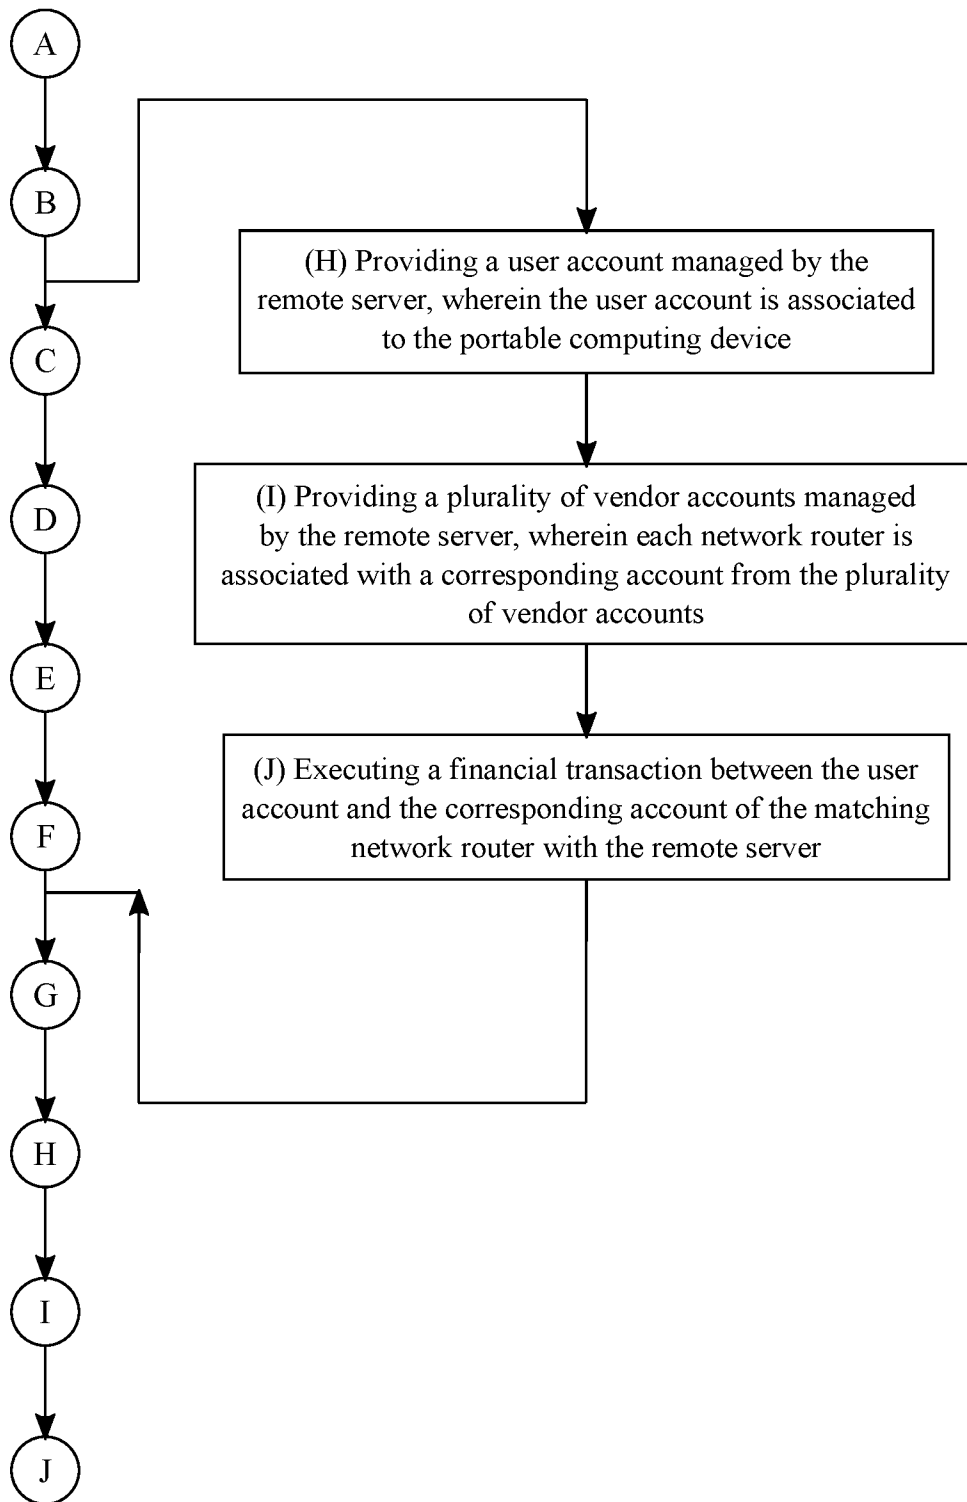 A
B
(H) Providing a user account managed by the
remote server, wherein the user account is associated
to the portable computing device
C
(I) Providing a plurality of vendor accounts managed
by the remote server, wherein each network router is
associated with a corresponding account from the plurality
of vendor accounts
D
E
(J) Executing a financial transaction between the user
account and the corresponding account of the matching
network router with the remote server
F
G
H
I
J